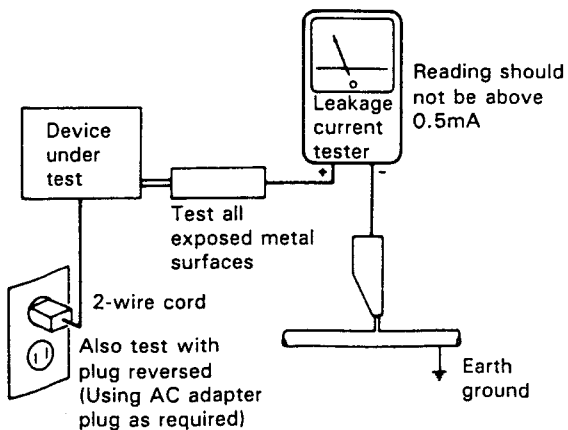 Device
under
test
Leakage
current
tester
+
-
Reading should
not be above
0.5mA
Test all
exposed metal
surfaces
2-wire cord
Also test with
plug reversed
(Using AC adapter
plug as required)
Earth
ground